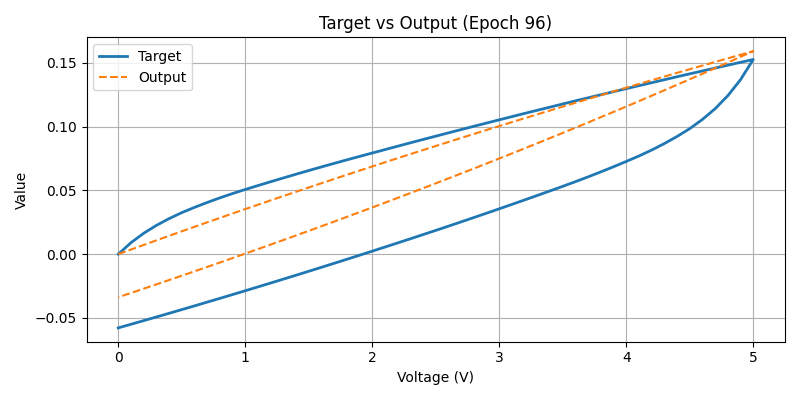 Target vs Output (Epoch 96)
Target
Output
Value
0.15
0.10
0.05
0.00
−0.05
0 1 2 3 4 5
Voltage (V)